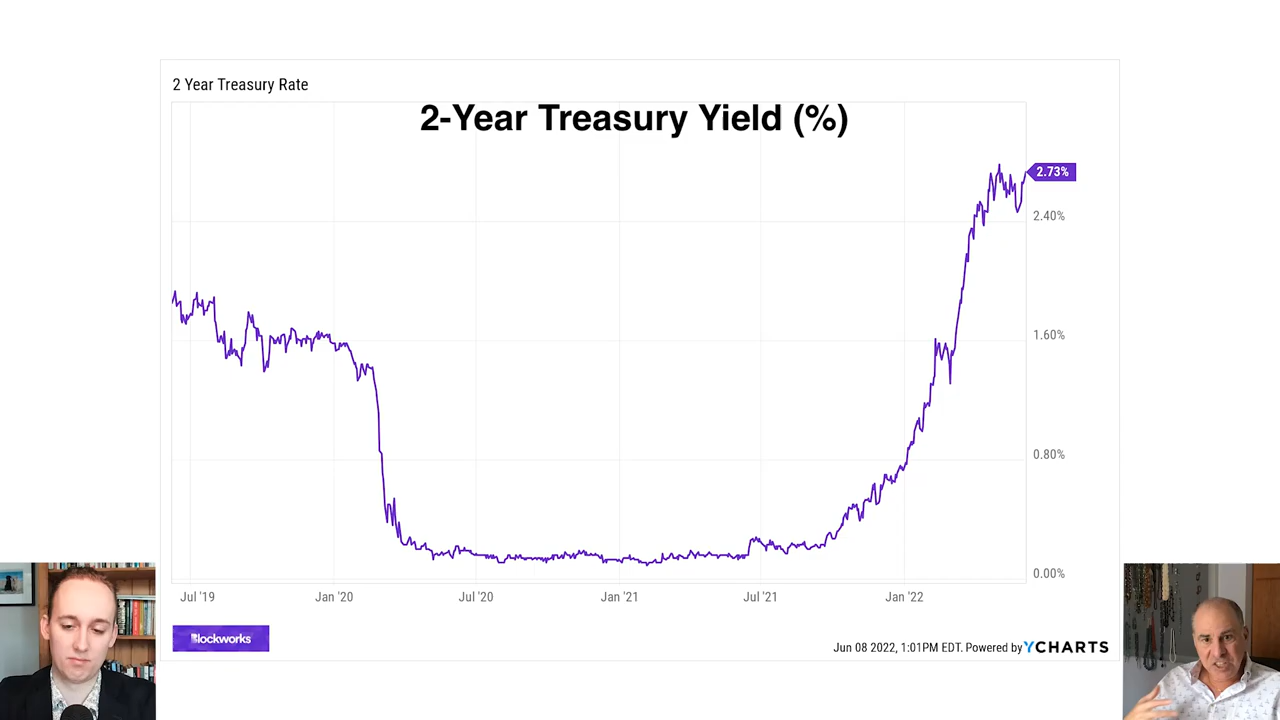 2 Year Treasury Rate
2-Year Treasury Yield (%)
2.73%
2.40%
1.60%
0.80%
0.00%
Jul '19 Jan '20 Jul '20 Jan '21 Jul '21 Jan '22
Blockworks
Jun 08 2022, 1:01PM EDT. Powered by YCHARTS